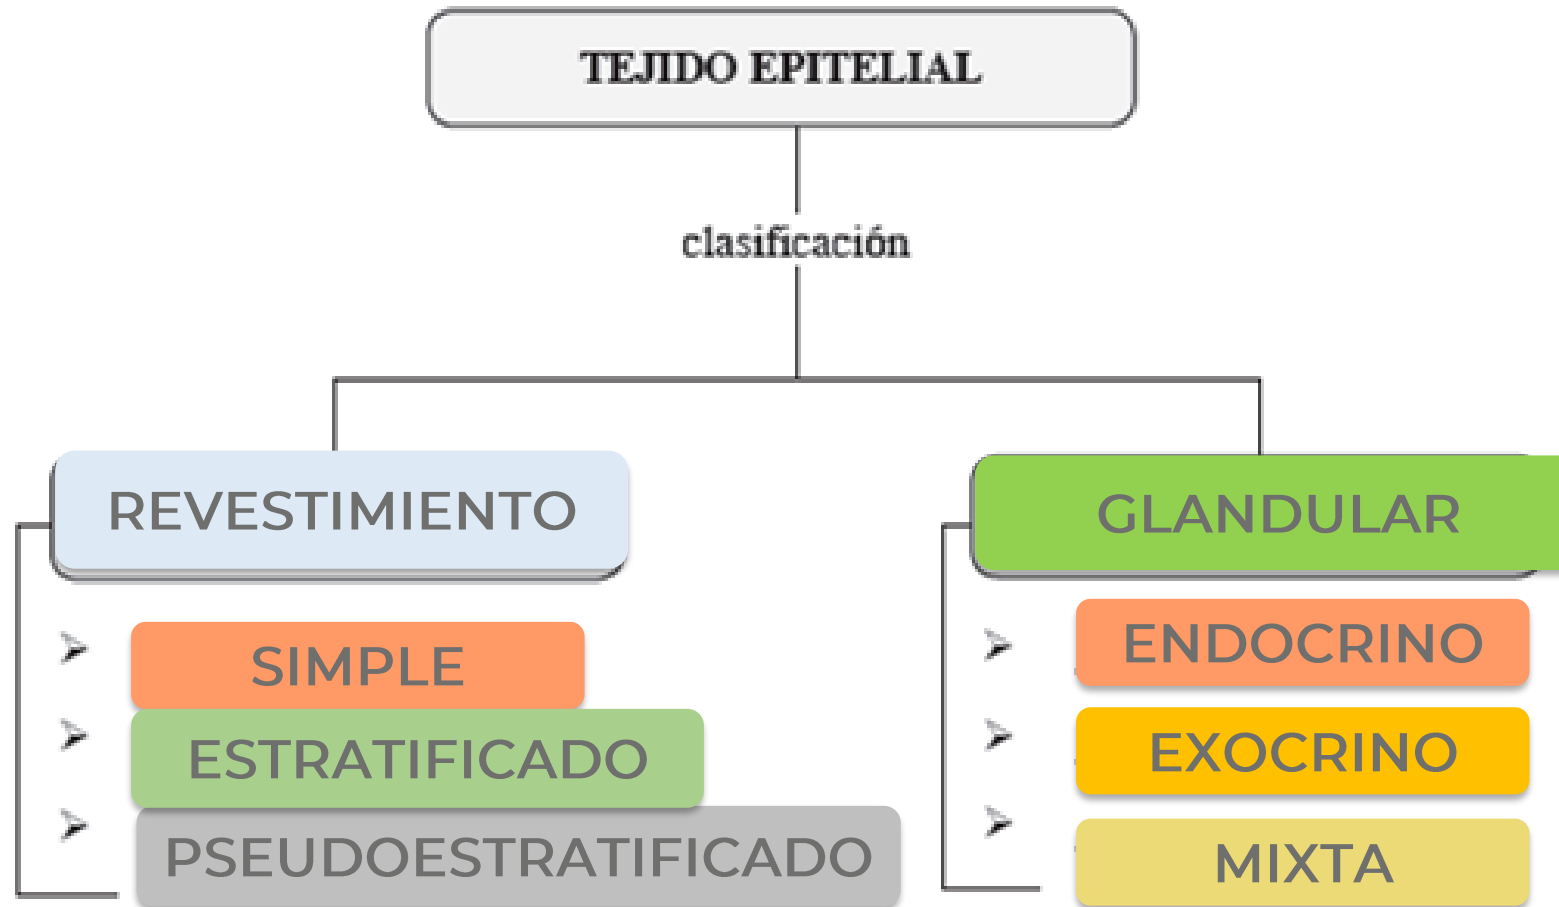 TEJIDO EPITELIAL
clasificación
REVESTIMIENTO
SIMPLE
ESTRATIFICADO
PSEUDOESTRATIFICADO
GLANDULAR
ENDOCRINO
EXOCRINO
MIXTA